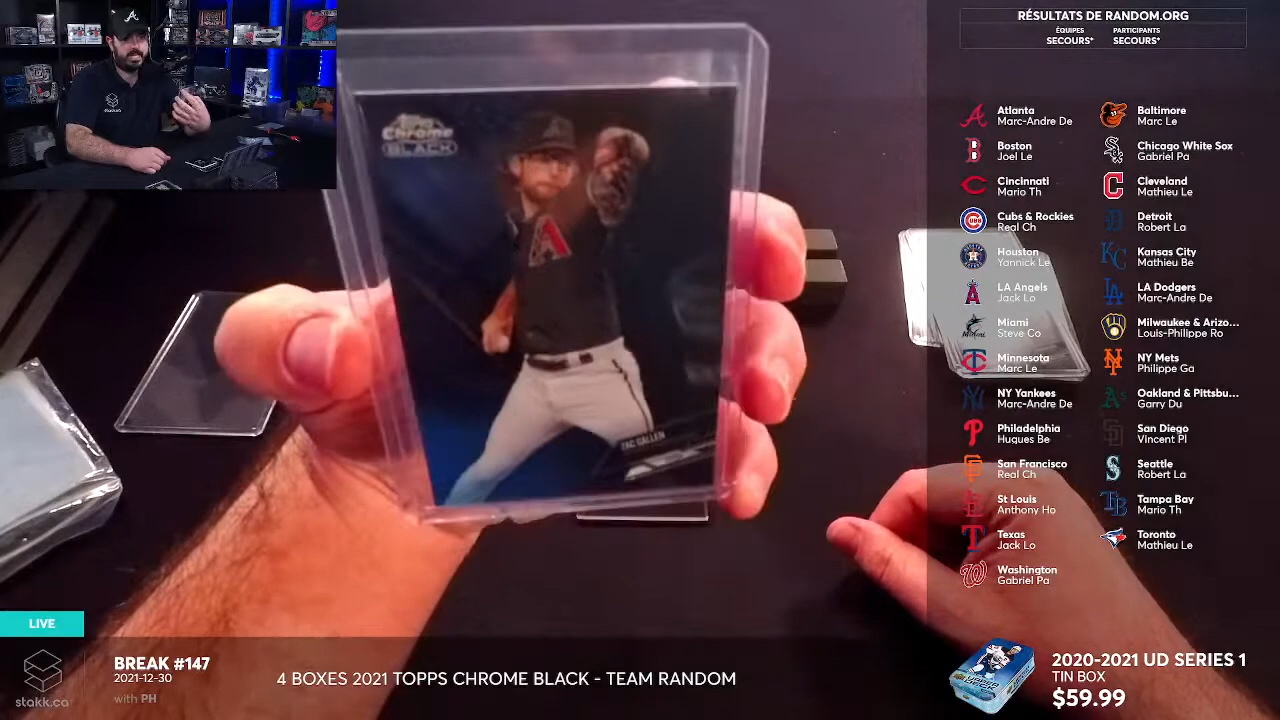 RÉSULTATS DE RANDOM.ORG
ÉQUIPES
SECOURS*
PARTICIPANTS
SECOURS*
Topps
Chrome
BLACK
ZAC GALLEN
stakk.ca
Atlanta
Marc-Andre De
Boston
Joel Le
Cincinnati
Mario Th
Cubs & Rockies
Real Ch
Houston
Yannick Le
LA Angels
Jack Lo
Miami
Steve Co
Minnesota
Marc Le
NY Yankees
Marc-Andre De
Philadelphia
Hugues Be
San Francisco
Real Ch
St Louis
Anthony Ho
Texas
Jack Lo
Washington
Gabriel Pa
Baltimore
Marc Le
Chicago White Sox
Gabriel Pa
Cleveland
Mathieu Le
Detroit
Robert La
Kansas City
Mathieu Be
LA Dodgers
Marc-Andre De
Milwaukee & Arizo...
Louis-Philippe Ro
NY Mets
Philippe Ga
Oakland & Pittsbu...
Garry Du
San Diego
Vincent Pl
Seattle
Robert La
Tampa Bay
Mario Th
Toronto
Mathieu Le
LIVE
stakk.ca
BREAK #147
2021-12-30
with PH
4 BOXES 2021 TOPPS CHROME BLACK - TEAM RANDOM
2020-2021 UD SERIES 1
TIN BOX
$59.99